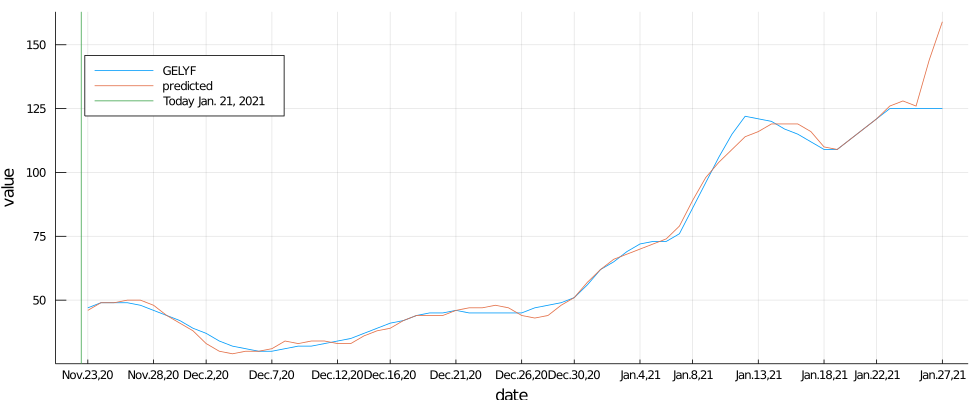 value
150
125
100
75
50
GELYF
predicted
Today Jan. 21, 2021
Nov.23,20 Nov.28,20 Dec.2,20 Dec.7,20 Dec.12,20 Dec.16,20 Dec.21,20 Dec.26,20 Dec.30,20 Jan.4,21 Jan.8,21 Jan.13,21 Jan.18,21 Jan.22,21 Jan.27,21
date